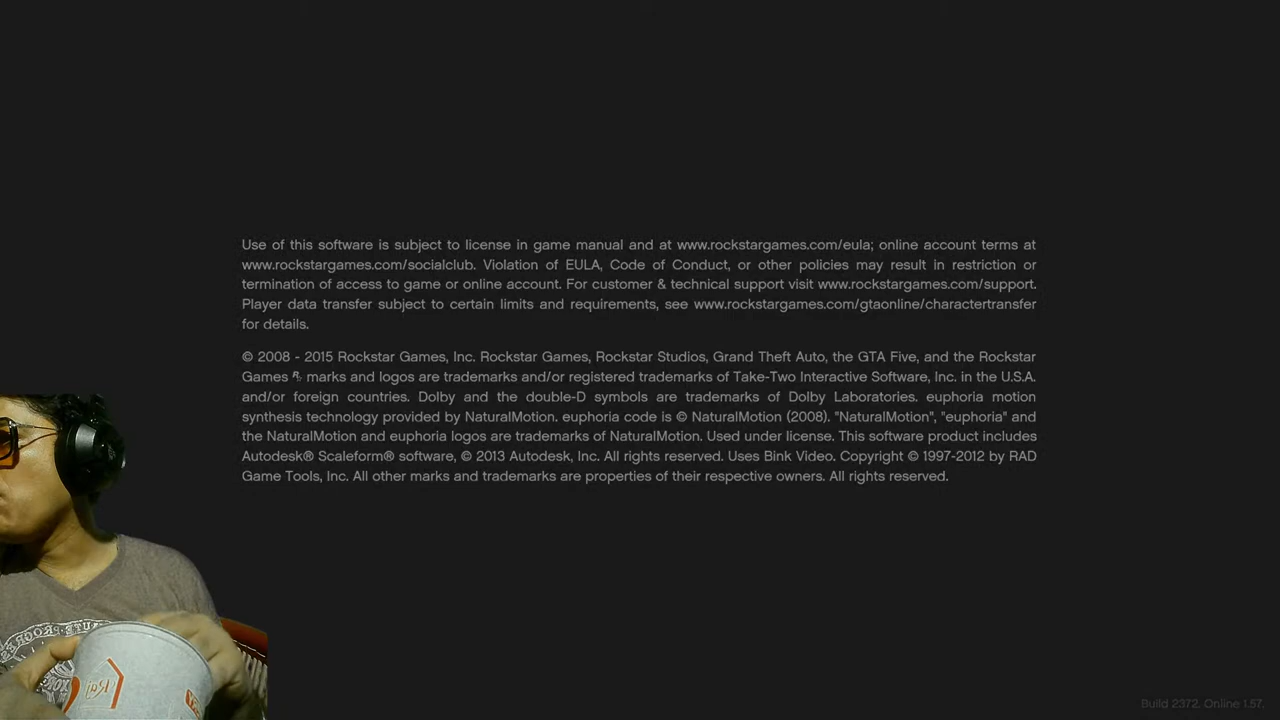 Use of this software is subject to license in game manual and at www.rockstargames.com/eula; online account terms at
www.rockstargames.com/socialclub. Violation of EULA, Code of Conduct, or other policies may result in restriction or
termination of access to game or online account. For customer & technical support visit www.rockstargames.com/support.
Player data transfer subject to certain limits and requirements, see www.rockstargames.com/gtaonline/charactertransfer
for details.
© 2008 - 2015 Rockstar Games, Inc. Rockstar Games, Rockstar Studios, Grand Theft Auto, the GTA Five, and the Rockstar
Games R* marks and logos are trademarks and/or registered trademarks of Take-Two Interactive Software, Inc. in the U.S.A.
and/or foreign countries. Dolby and the double-D symbols are trademarks of Dolby Laboratories. euphoria motion
synthesis technology provided by NaturalMotion. euphoria code is © NaturalMotion (2008). "NaturalMotion", "euphoria" and
the NaturalMotion and euphoria logos are trademarks of NaturalMotion. Used under license. This software product includes
Autodesk® Scaleform® software, © 2013 Autodesk, Inc. All rights reserved. Uses Bink Video. Copyright © 1997-2012 by RAD
Game Tools, Inc. All other marks and trademarks are properties of their respective owners. All rights reserved.
Build 2372. Online 1.57.